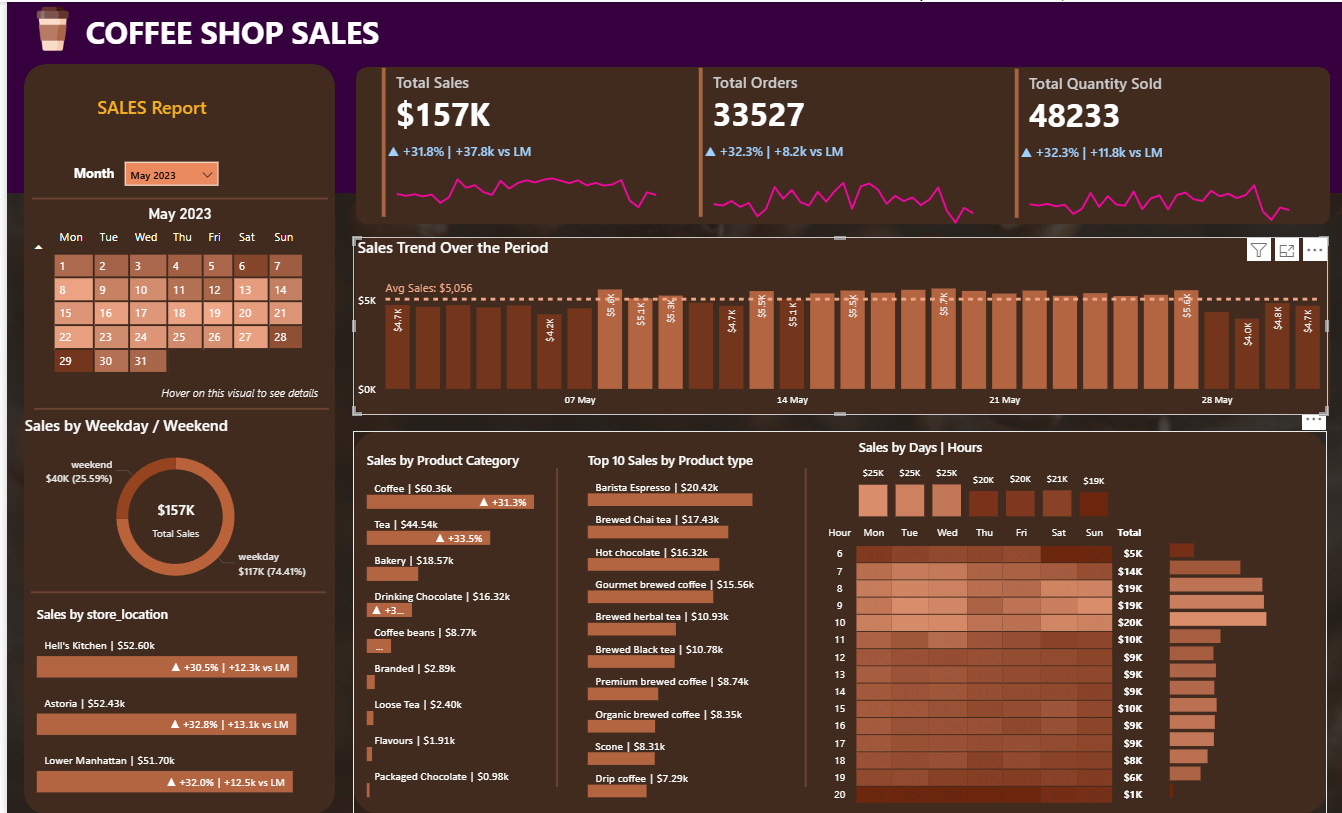 COFFEE SHOP SALES
SALES Report
Month
May 2023
May 2023
Mon Tue Wed Thu Fri Sat Sun
1 2 3 4 5 6 7
8 9 10 11 12 13 14
15 16 17 18 19 20 21
22 23 24 25 26 27 28
29 30 31
Hover on this visual to see details
Sales by Weekday / Weekend
weekend
$40K (25.59%)
$157K
Total Sales
weekday
$117K (74.41%)
Sales by store_location
Hell's Kitchen | $52.60k
▲ +30.5% | +12.3k vs LM
Astoria | $52.43k
▲ +32.8% | +13.1k vs LM
Lower Manhattan | $51.70k
▲ +32.0% | +12.5k vs LM
Total Sales
$157K
▲ +31.8% | +37.8k vs LM
Total Orders
33527
▲ +32.3% | +8.2k vs LM
Total Quantity Sold
48233
▲ +32.3% | +11.8k vs LM
Sales Trend Over the Period
Avg Sales: $5,056
$5K
$0K
$4.7K $4.2K $5.8K $5.1K $5.3K $4.7K $5.5K $5.1K $5.5K $5.7K $5.6K $4.0K $4.8K $4.7K
07 May 14 May 21 May 28 May
Sales by Product Category
Coffee | $60.36k
▲ +31.3%
Tea | $44.54k
▲ +33.5%
Bakery | $18.57k
Drinking Chocolate | $16.32k
▲ +3...
Coffee beans | $8.77k
...
Branded | $2.89k
Loose Tea | $2.40k
Flavours | $1.91k
Packaged Chocolate | $0.98k
Top 10 Sales by Product type
Barista Espresso | $20.42k
Brewed Chai tea | $17.43k
Hot chocolate | $16.32k
Gourmet brewed coffee | $15.56k
Brewed herbal tea | $10.93k
Brewed Black tea | $10.78k
Premium brewed coffee | $8.74k
Organic brewed coffee | $8.35k
Scone | $8.31k
Drip coffee | $7.29k
Sales by Days | Hours
$25K $25K $25K $20K $20K $21K $19K
Hour Mon Tue Wed Thu Fri Sat Sun Total
6 $5K
7 $14K
8 $19K
9 $19K
10 $20K
11 $10K
12 $9K
13 $9K
14 $9K
15 $10K
16 $9K
17 $9K
18 $8K
19 $6K
20 $1K